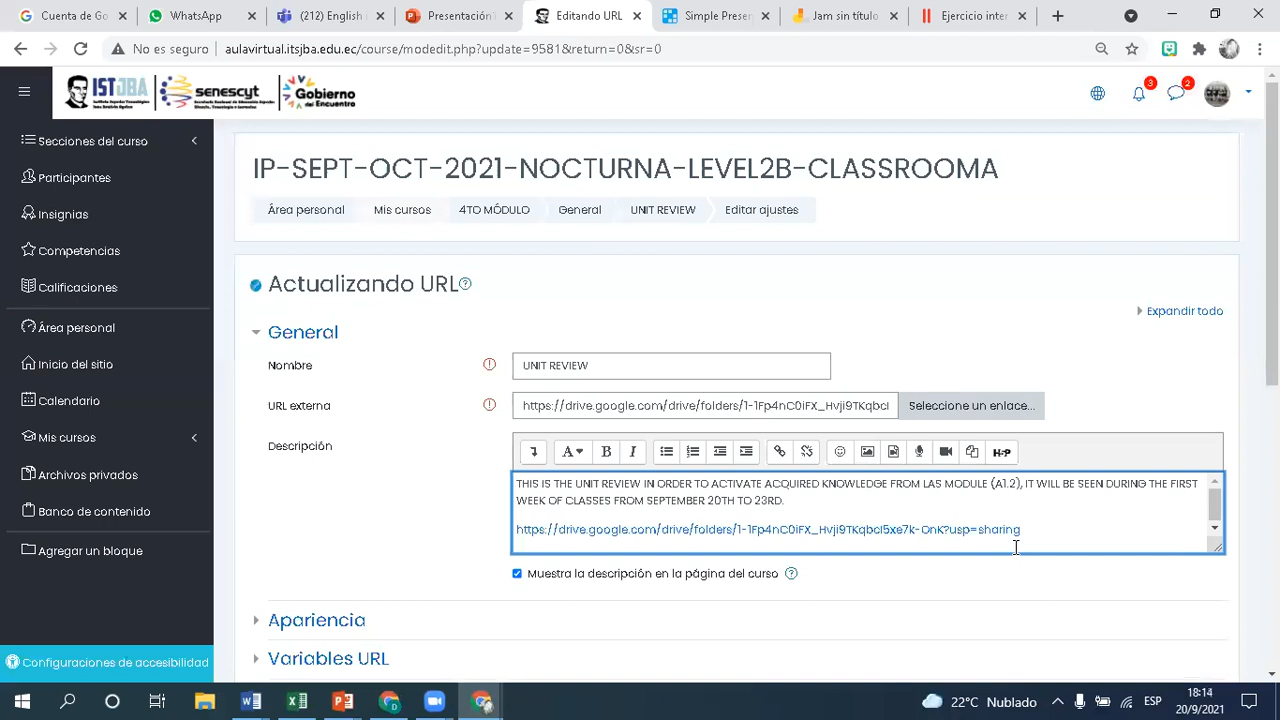 Cuenta de G
WhatsApp
(212) English
PresentaciónT
Editando URL
Simple Prese
Jam sin títul
Ejercicio inter
No es seguro
aulavirtual.itsjba.edu.ec/course/modedit.php?update=9581&return=0&sr=0
ISTJBA
senescyt
Gobierno
del Encuentro
3
2
Secciones del curso
Participantes
Insignias
Competencias
Calificaciones
Área personal
Inicio del sitio
Calendario
Mis cursos
Archivos privados
Banco de contenido
Agregar un bloque
Configuraciones de accesibilidad
IP-SEPT-OCT-2021-NOCTURNA-LEVEL2B-CLASSROOMA
Área personal
Mis cursos
4TO MÓDULO
General
UNIT REVIEW
Editar ajustes
Actualizando URL
Expandir todo
General
Nombre
UNIT REVIEW
URL externa
https://drive.google.com/drive/folders/1-1Fp4nC0iFX_Hvji9TKqbcI
Seleccione un enlace...
Descripción
A
B
I
H-P
THIS IS THE UNIT REVIEW IN ORDER TO ACTIVATE ACQUIRED KNOWLEDGE FROM LAS MODULE (A1.2), IT WILL BE SEEN DURING THE FIRST
WEEK OF CLASSES FROM SEPTEMBER 20TH TO 23RD.
https://drive.google.com/drive/folders/1-1Fp4nC0iFX_Hvji9TKqbcI5xe7k-OnK?usp=sharing
Muestra la descripción en la página del curso
Apariencia
Variables URL
22°C Nublado
ESP
18:14
20/9/2021